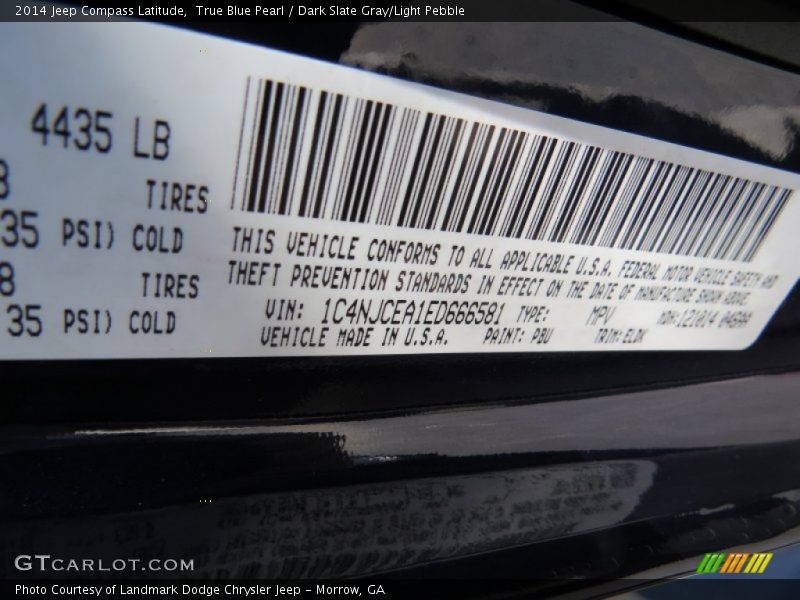 2014 Jeep Compass Latitude,  True Blue Pearl / Dark Slate Gray/Light Pebble
4435 LB
8 TIRES
35 PSI) COLD
8 TIRES
35 PSI) COLD
THIS VEHICLE CONFORMS TO ALL APPLICABLE U.S.A. FEDERAL MOTOR VEHICLE SAFETY AND
THEFT PREVENTION STANDARDS IN EFFECT ON THE DATE OF MANUFACTURE SHOWN ABOVE.
VIN: 1C4NJCEA1ED666581 TYPE: MPV
VEHICLE MADE IN U.S.A. PAINT: PBU TRIM: ELDK
GTCARLOT.COM
Photo Courtesy of Landmark Dodge Chrysler Jeep - Morrow, GA